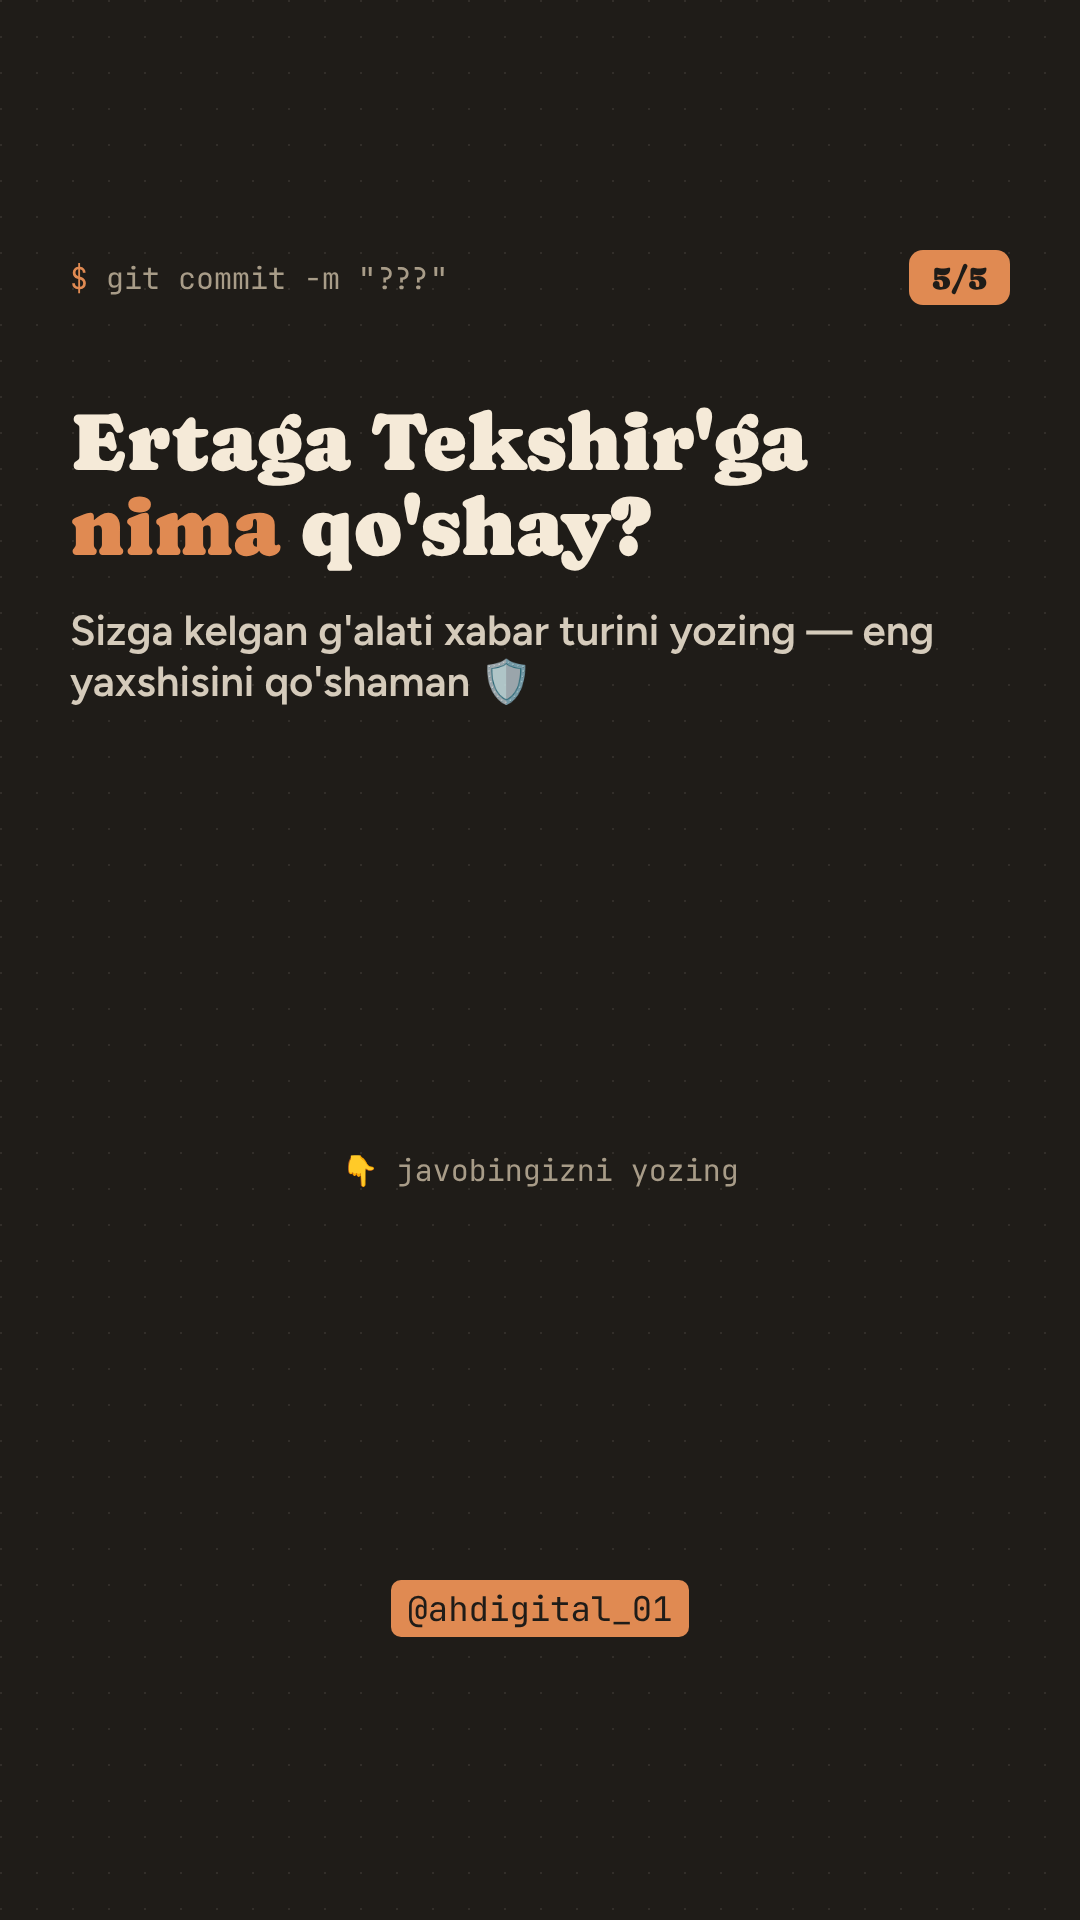 $ git commit -m "???"
5/5
Ertaga Tekshir'ga
nima qo'shay?
Sizga kelgan g'alati xabar turini yozing — eng
yaxshisini qo'shaman 🛡️
👇 javobingizni yozing
@ahdigital_01